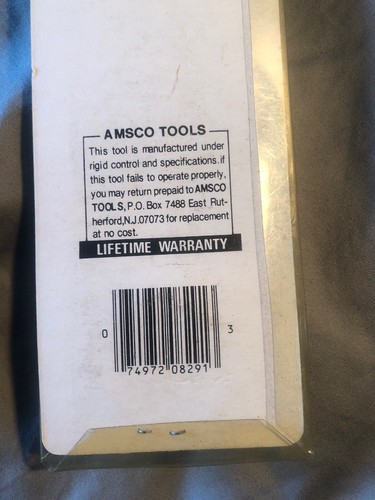 AMSCO TOOLS
This tool is manufactured under
rigid control and specifications.if
this tool fails to operate properly,
you may return prepaid to AMSCO
TOOLS, P.O. Box 7488 East Rut-
herford,N.J.07073 for replacement
at no cost.
LIFETIME WARRANTY
0 74972 08291 3